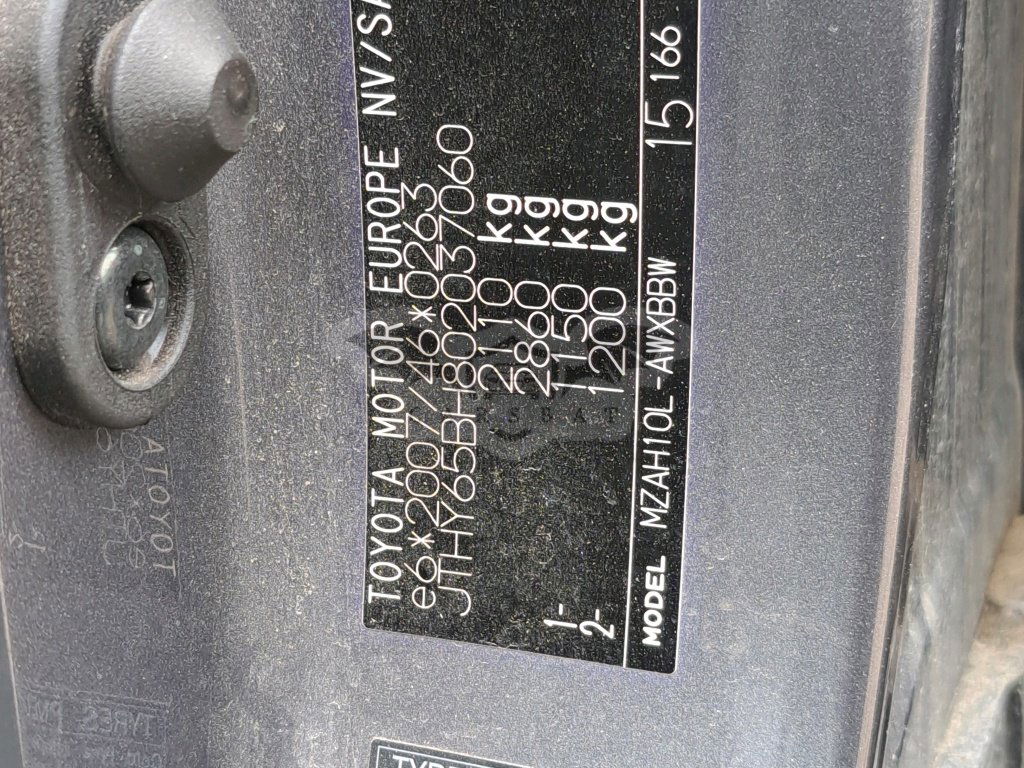 TOYOTA MOTOR EUROPE NV/SA
e6*2007/46*0263
JTHY65BH802037060
2110 kg
2860 kg
1- 1150 kg
2- 1200 kg
MODEL MZAH10L-AWXBBW 15 166